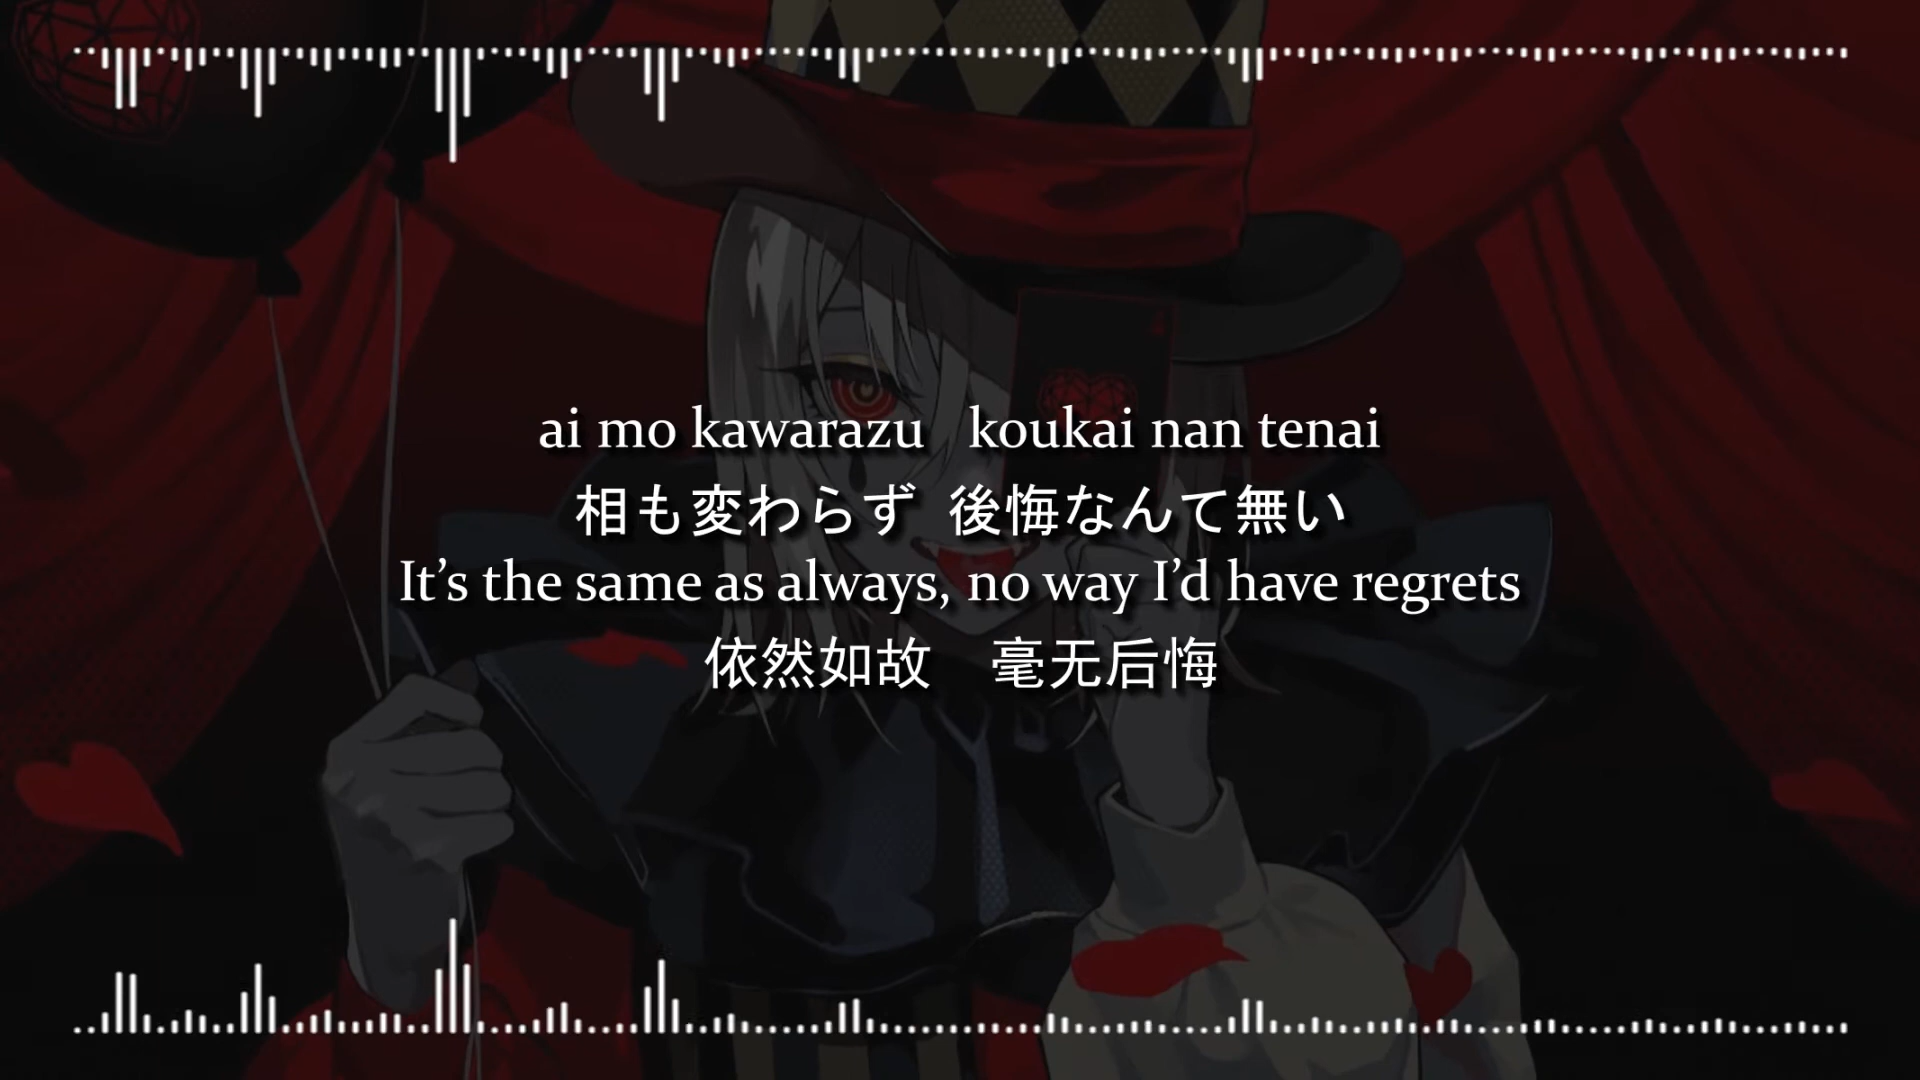 ai mo kawarazu koukai nan tenai
相も変わらず 後悔なんて無い
It’s the same as always, no way I’d have regrets
依然如故 毫无后悔